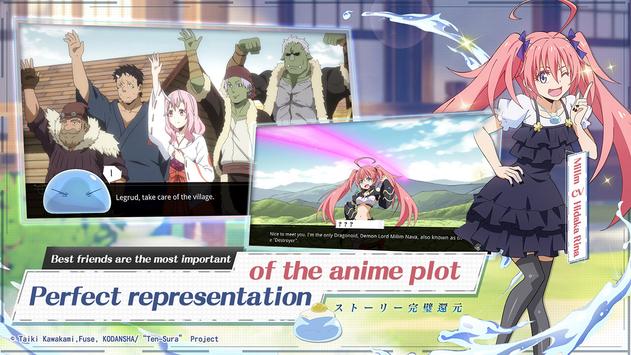 !
Legrud, take care of the village.
? ? ?
Nice to meet you. I'm the only Dragonoid, Demon Lord Milim Nava, also known as
e "Destroyer".
Millim
Hidaka Rina
Best friends are the most important
of the anime plot
Perfect representation
ストーリー完璧還元
© Taiki Kawakami,Fuse, KODANSHA/ "Ten-Sura" Project